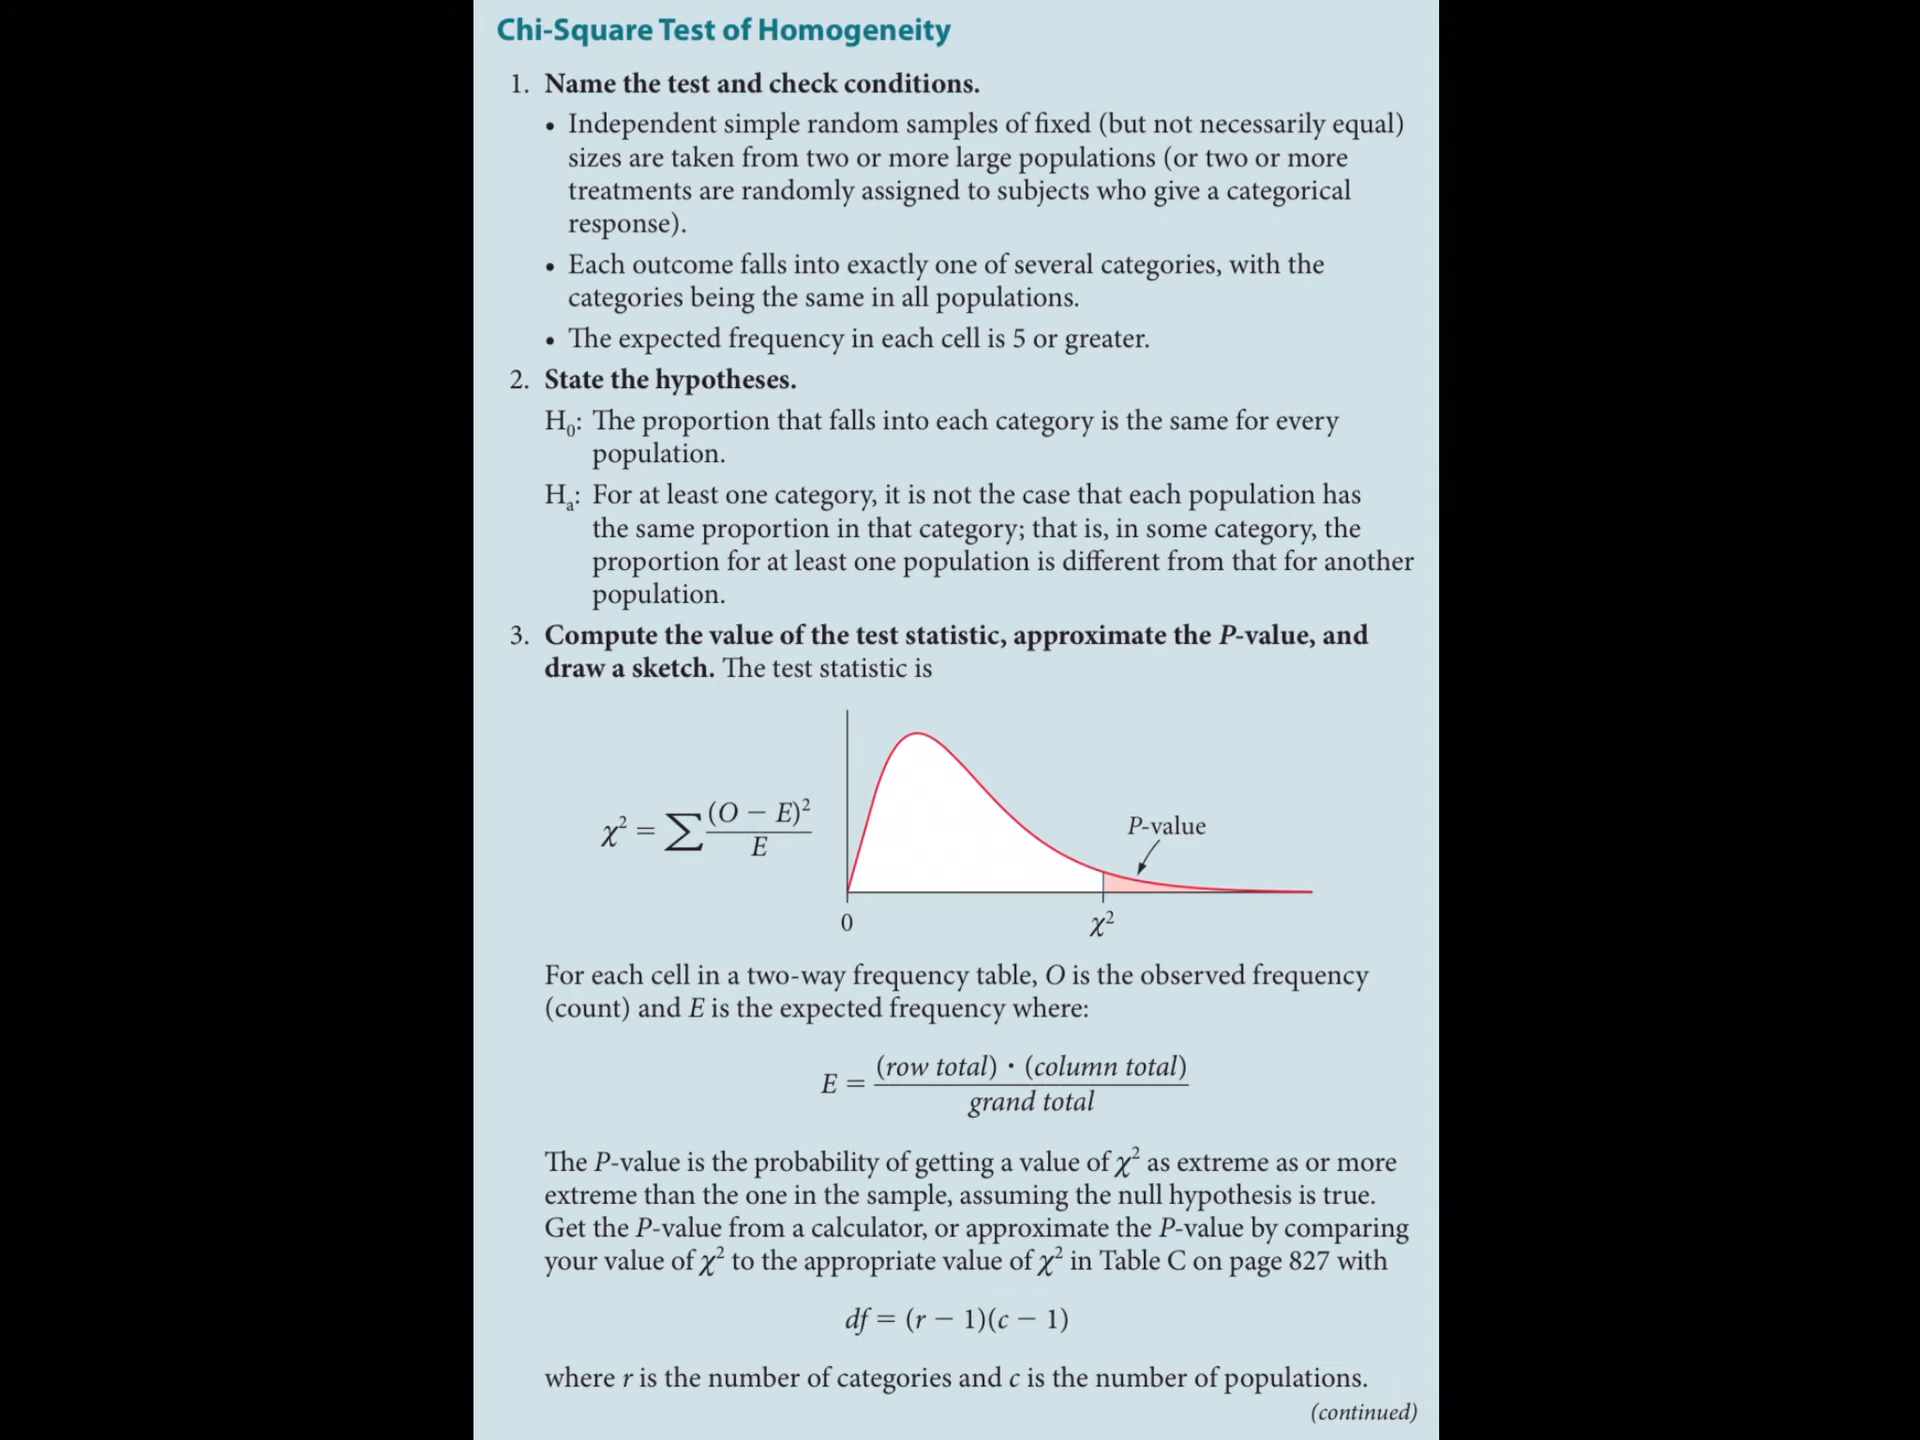 Chi-Square Test of Homogeneity
1. Name the test and check conditions.
• Independent simple random samples of fixed (but not necessarily equal)
sizes are taken from two or more large populations (or two or more
treatments are randomly assigned to subjects who give a categorical
response).
• Each outcome falls into exactly one of several categories, with the
categories being the same in all populations.
• The expected frequency in each cell is 5 or greater.
2. State the hypotheses.
H₀: The proportion that falls into each category is the same for every
population.
Hₐ: For at least one category, it is not the case that each population has
the same proportion in that category; that is, in some category, the
proportion for at least one population is different from that for another
population.
3. Compute the value of the test statistic, approximate the P-value, and
draw a sketch. The test statistic is
χ² = ∑ (O − E)² / E
P-value
0
χ²
For each cell in a two-way frequency table, O is the observed frequency
(count) and E is the expected frequency where:
E = (row total) · (column total) / grand total
The P-value is the probability of getting a value of χ² as extreme as or more
extreme than the one in the sample, assuming the null hypothesis is true.
Get the P-value from a calculator, or approximate the P-value by comparing
your value of χ² to the appropriate value of χ² in Table C on page 827 with
df = (r − 1)(c − 1)
where r is the number of categories and c is the number of populations.
(continued)